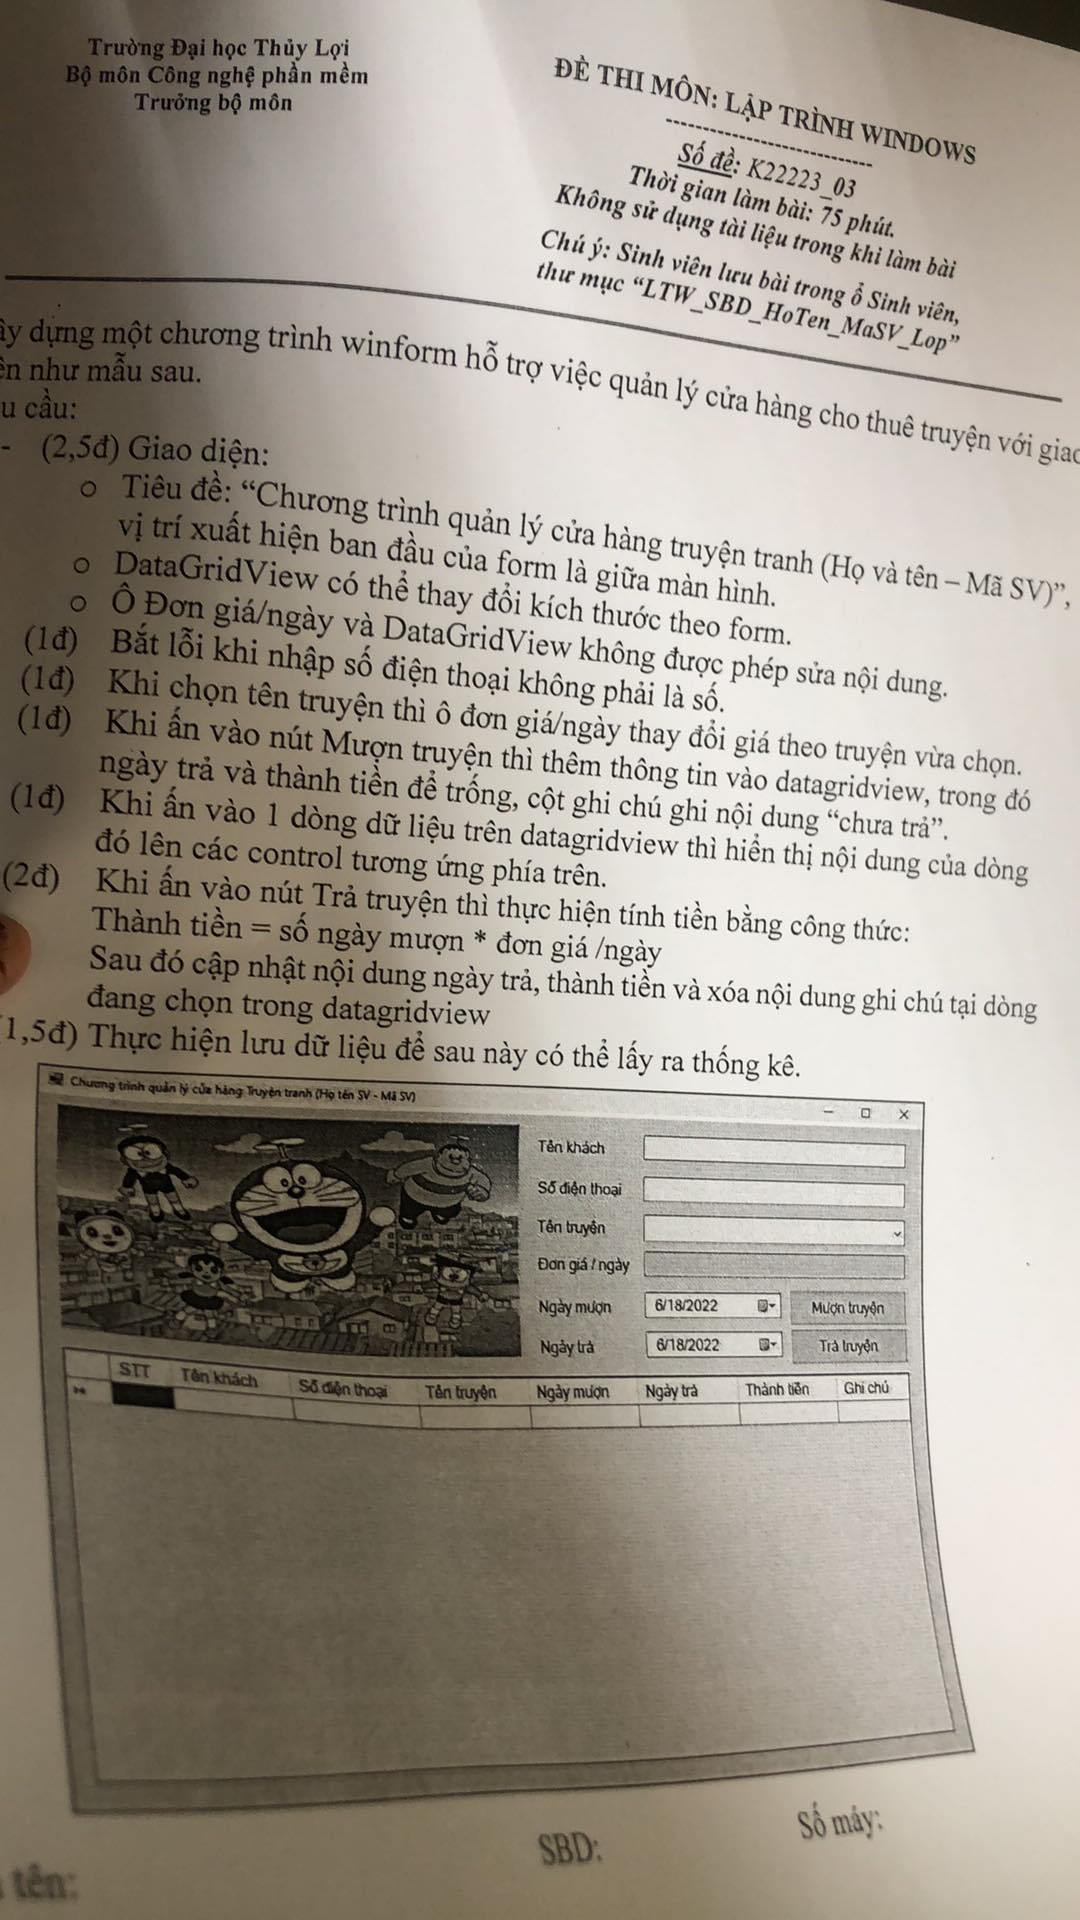 Trường Đại học Thủy Lợi
Bộ môn Công nghệ phần mềm
Trưởng bộ môn
ĐỀ THI MÔN: LẬP TRÌNH WINDOWS
----------------------------
Số đề: K22223_03
Thời gian làm bài: 75 phút.
Không sử dụng tài liệu trong khi làm bài
Chú ý: Sinh viên lưu bài trong ổ Sinh viên,
thư mục “LTW_SBD_HoTen_MaSV_Lop”
dựng một chương trình winform hỗ trợ việc quản lý cửa hàng cho thuê truyện với giao
như mẫu sau.
cầu:
- (2,5đ) Giao diện:
o Tiêu đề: “Chương trình quản lý cửa hàng truyện tranh (Họ và tên – Mã SV)”,
vị trí xuất hiện ban đầu của form là giữa màn hình.
o DataGridView có thể thay đổi kích thước theo form.
o Ô Đơn giá/ngày và DataGridView không được phép sửa nội dung.
(1đ) Bắt lỗi khi nhập số điện thoại không phải là số.
(1đ) Khi chọn tên truyện thì ô đơn giá/ngày thay đổi giá theo truyện vừa chọn.
(1đ) Khi ấn vào nút Mượn truyện thì thêm thông tin vào datagridview, trong đó
ngày trả và thành tiền để trống, cột ghi chú ghi nội dung “chưa trả”.
(1đ) Khi ấn vào 1 dòng dữ liệu trên datagridview thì hiển thị nội dung của dòng
đó lên các control tương ứng phía trên.
(2đ) Khi ấn vào nút Trả truyện thì thực hiện tính tiền bằng công thức:
Thành tiền = số ngày mượn * đơn giá /ngày
Sau đó cập nhật nội dung ngày trả, thành tiền và xóa nội dung ghi chú tại dòng
đang chọn trong datagridview
1,5đ) Thực hiện lưu dữ liệu để sau này có thể lấy ra thống kê.
Chương trình quản lý cửa hàng Truyện tranh (Họ tên SV - Mã SV)
Tên khách
Số điện thoại
Tên truyện
Đơn giá / ngày
Ngày mượn 6/18/2022 Mượn truyện
Ngày trả 6/18/2022 Trả truyện
STT Tên khách Số điện thoại Tên truyện Ngày mượn Ngày trả Thành tiền Ghi chú
tên: SBD: Số máy: